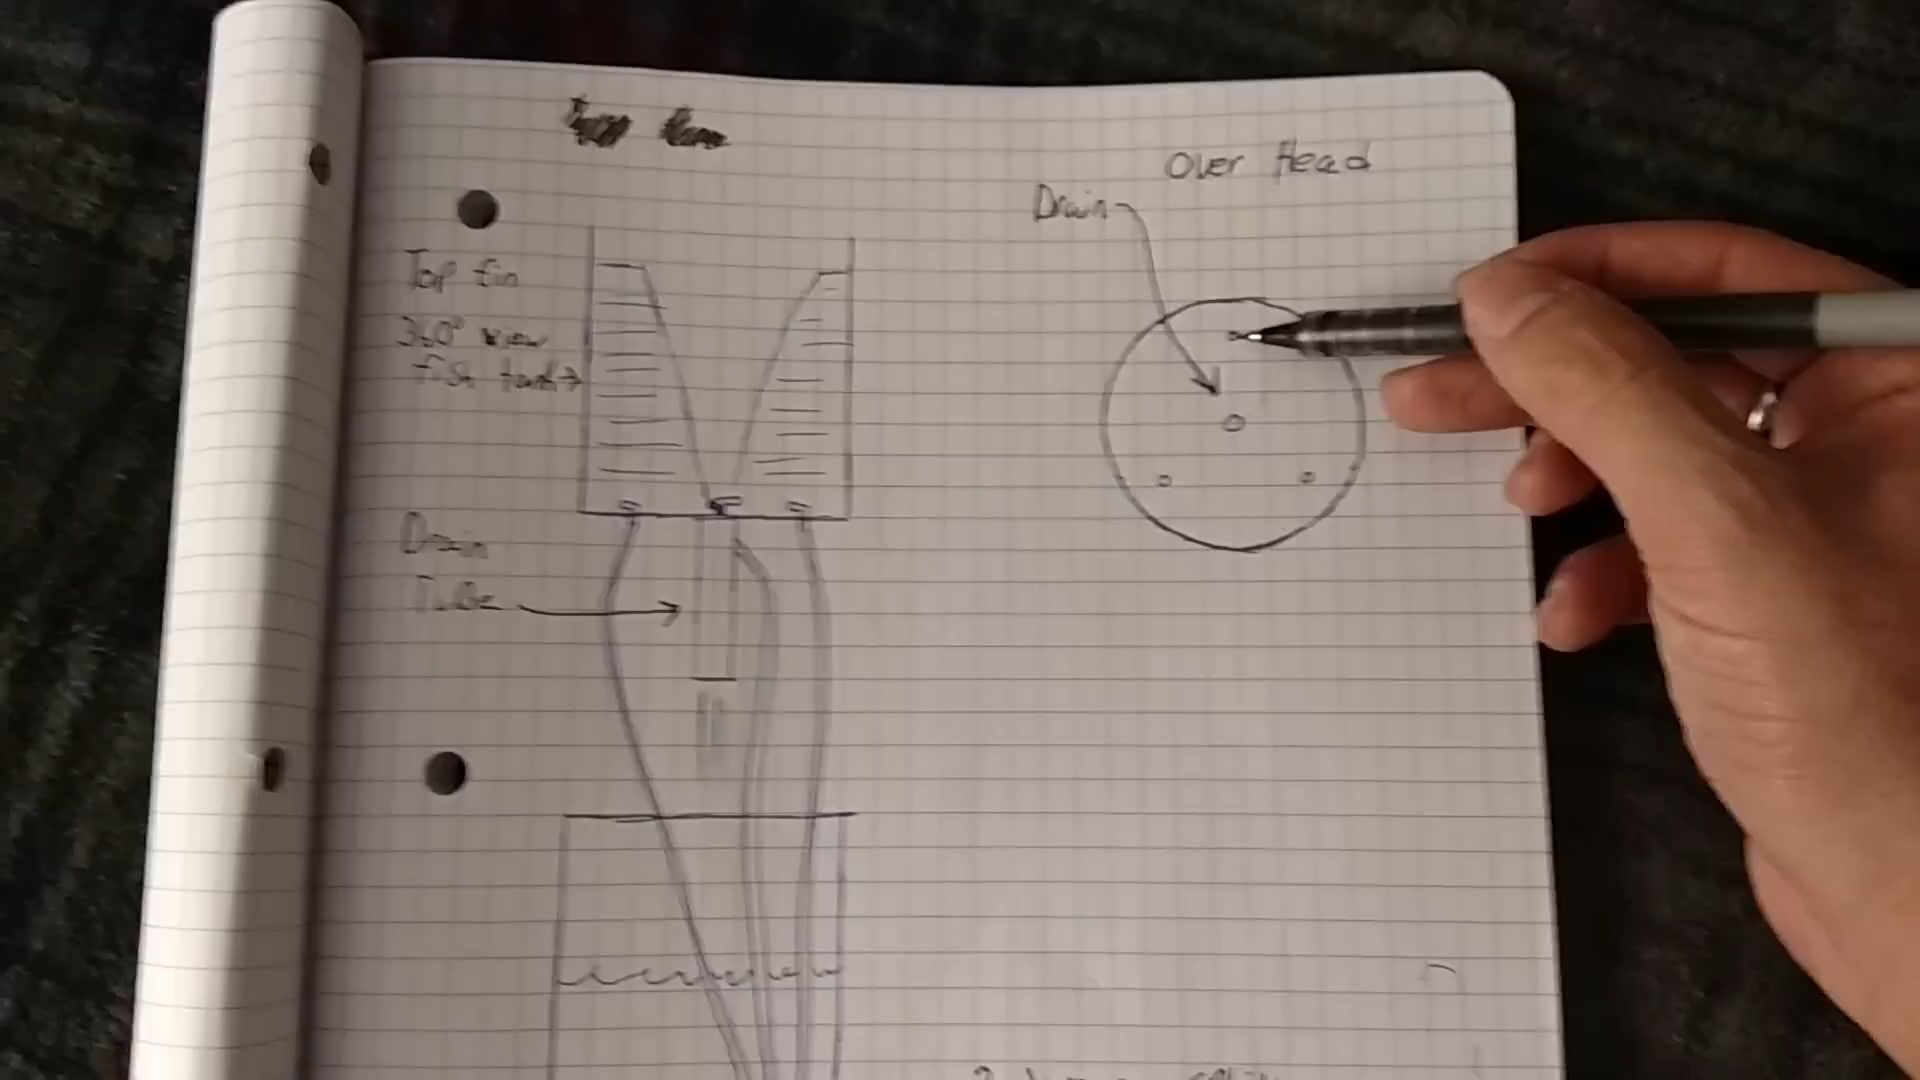 Over Head
Drain
Top fin
360° view
fish tank
Drain
Tube